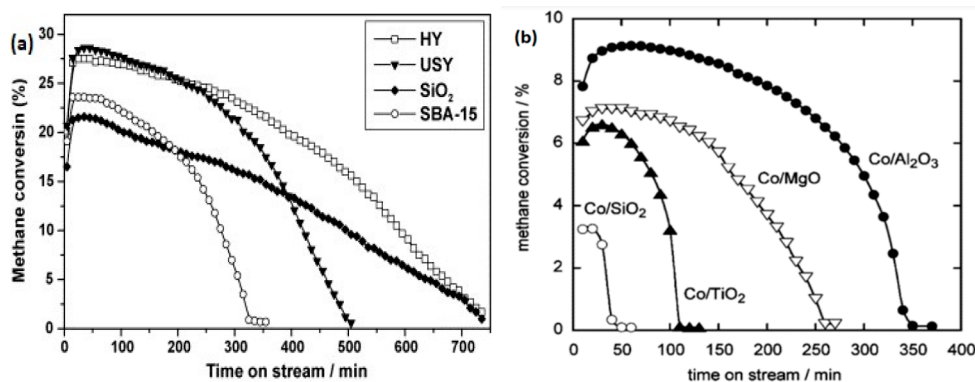 (a)
Methane conversin (%)
30
25
20
15
10
5
0
HY
USY
SiO₂
SBA-15
0 100 200 300 400 500 600 700
Time on stream / min
(b)
methane conversion / %
10
8
6
4
2
0
Co/Al₂O₃
Co/MgO
Co/SiO₂
Co/TiO₂
0 50 100 150 200 250 300 350 400
time on stream / min